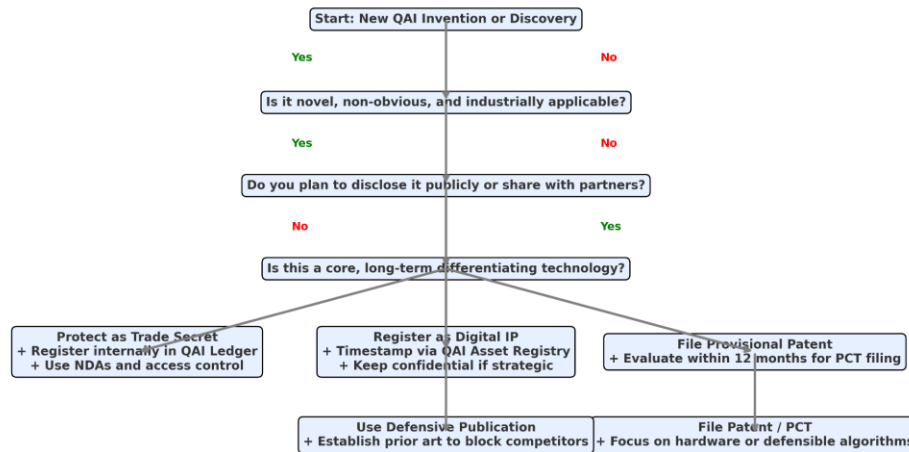 Start: New QAI Invention or Discovery
Yes
No
Is it novel, non-obvious, and industrially applicable?
Yes
No
Do you plan to disclose it publicly or share with partners?
No
Yes
Is this a core, long-term differentiating technology?
Protect as Trade Secret
+ Register internally in QAI Ledger
+ Use NDAs and access control
Register as Digital IP
+ Timestamp via QAI Asset Registry
+ Keep confidential if strategic
File Provisional Patent
+ Evaluate within 12 months for PCT filing
Use Defensive Publication
+ Establish prior art to block competitors
File Patent / PCT
+ Focus on hardware or defensible algorithms